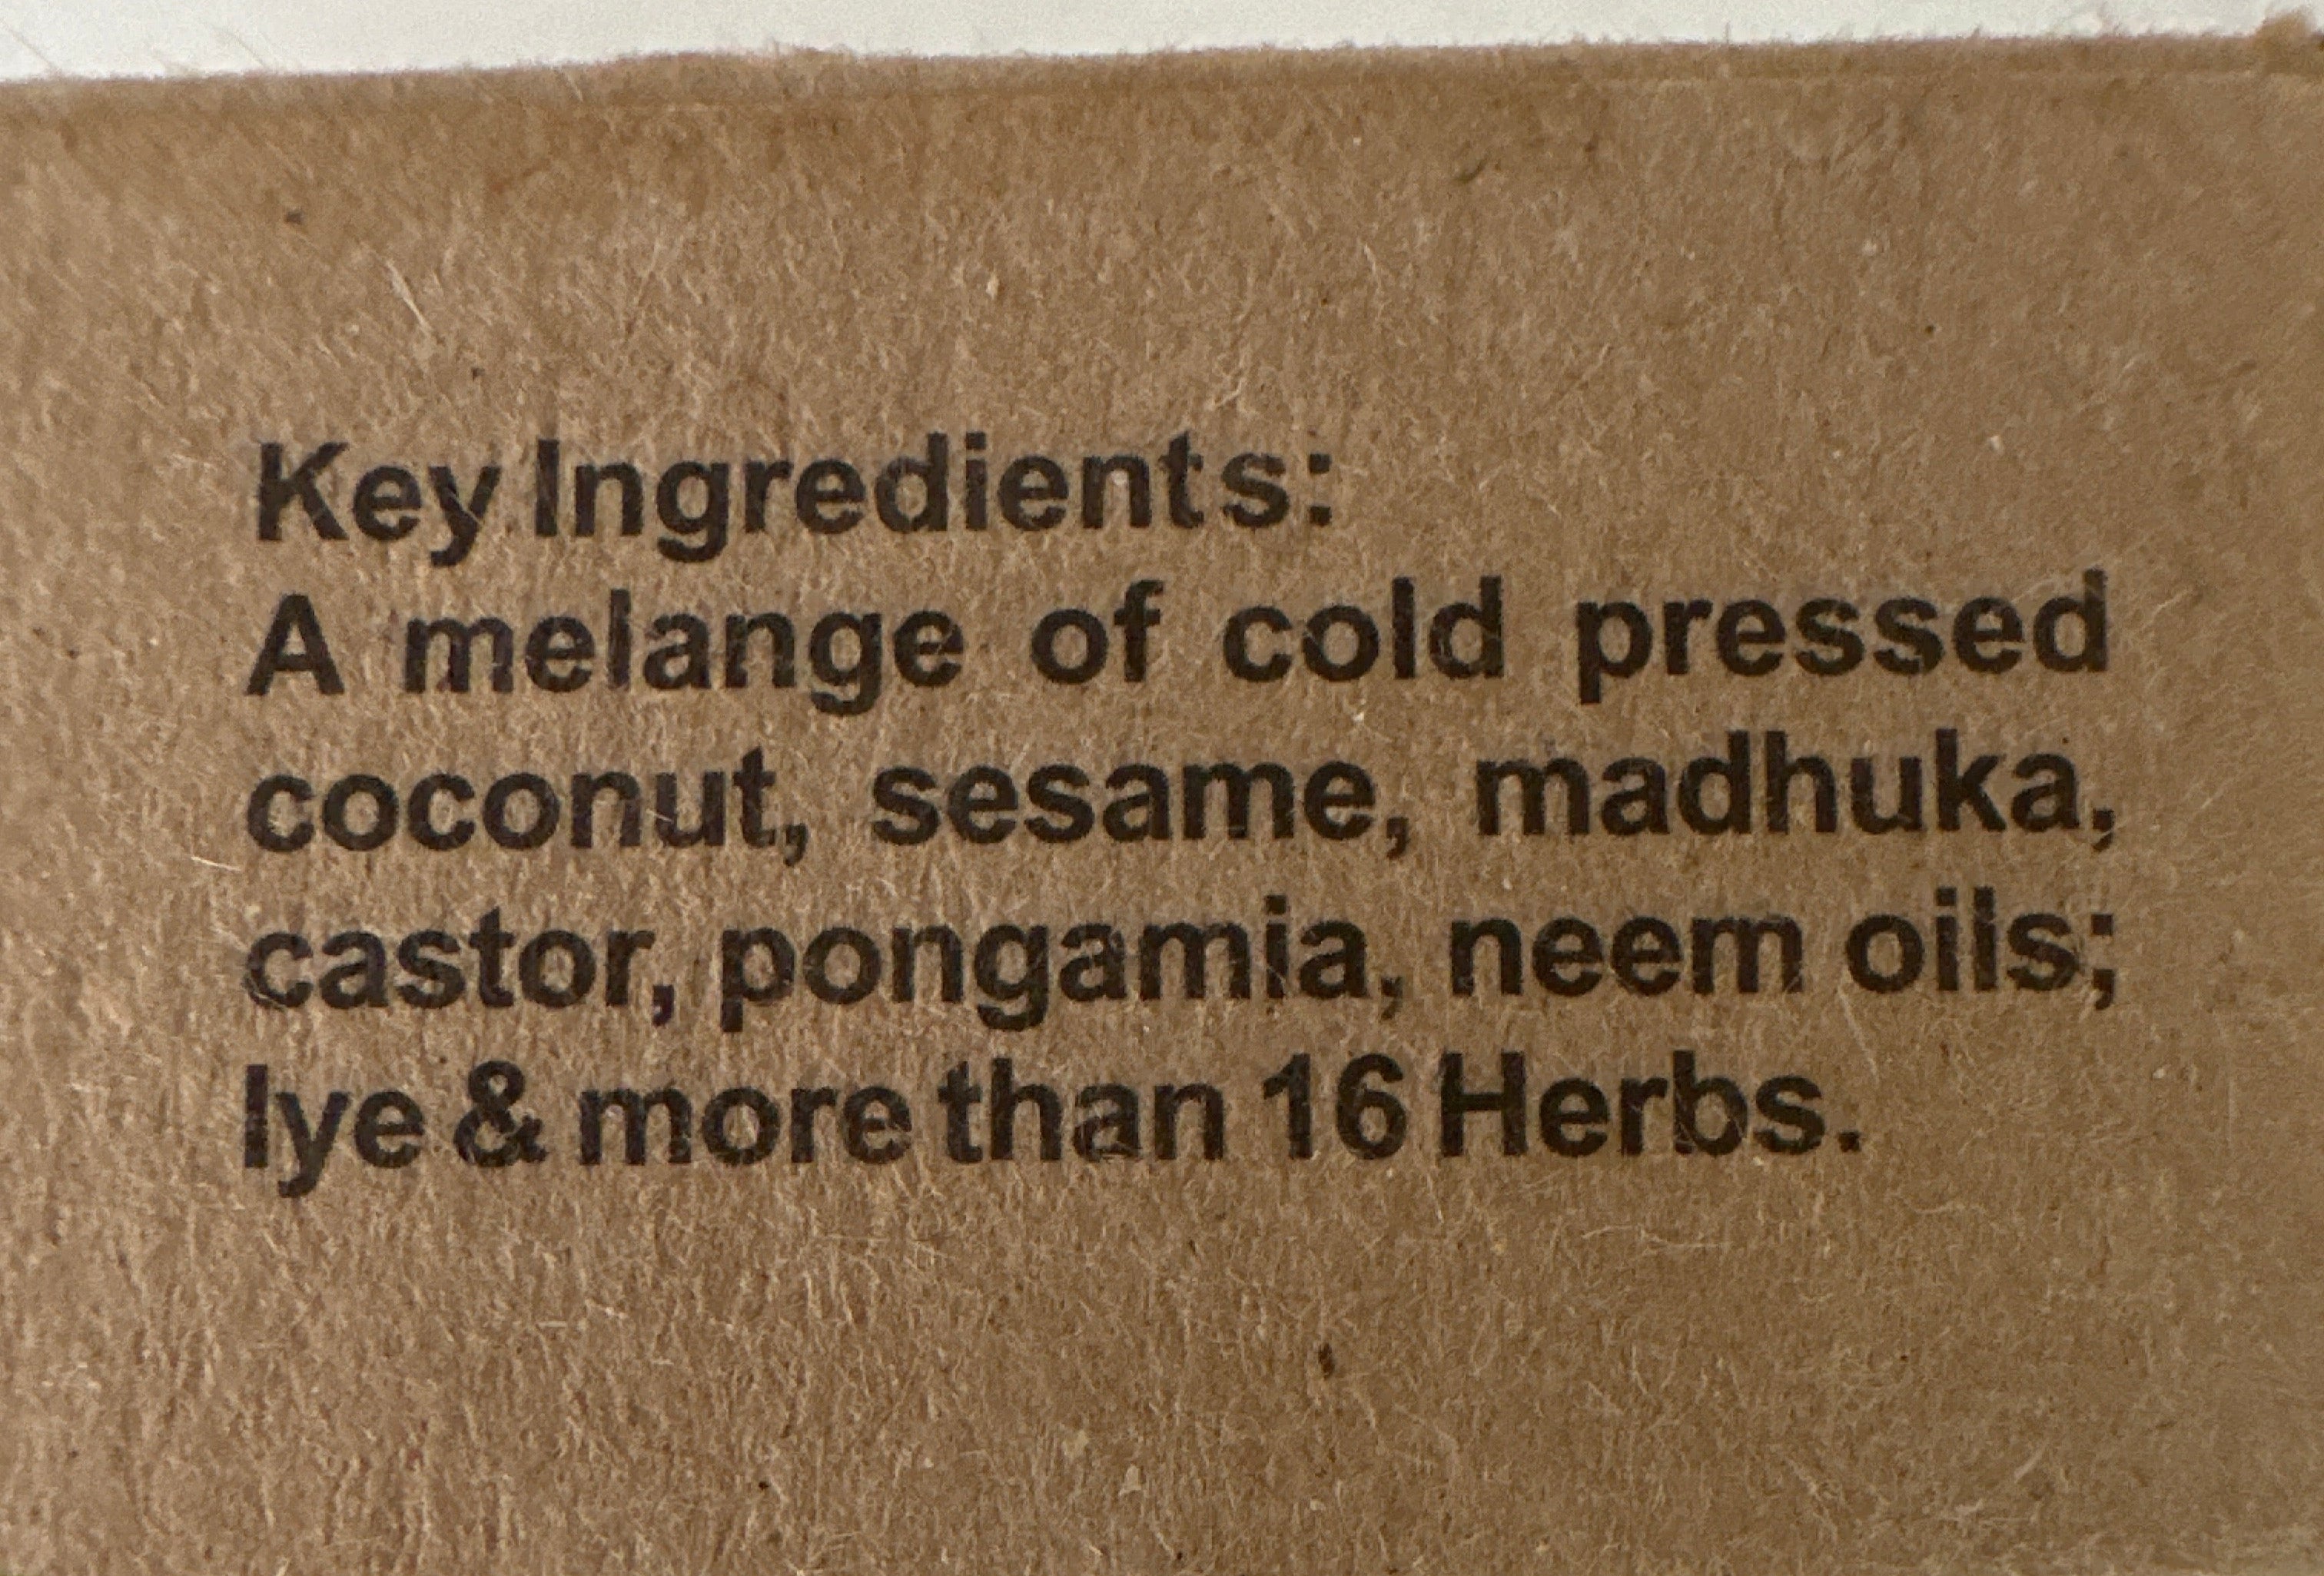 Key Ingredients:
A melange of cold pressed
coconut, sesame, madhuka,
castor, pongamia, neem oils;
lye & more than 16 Herbs.